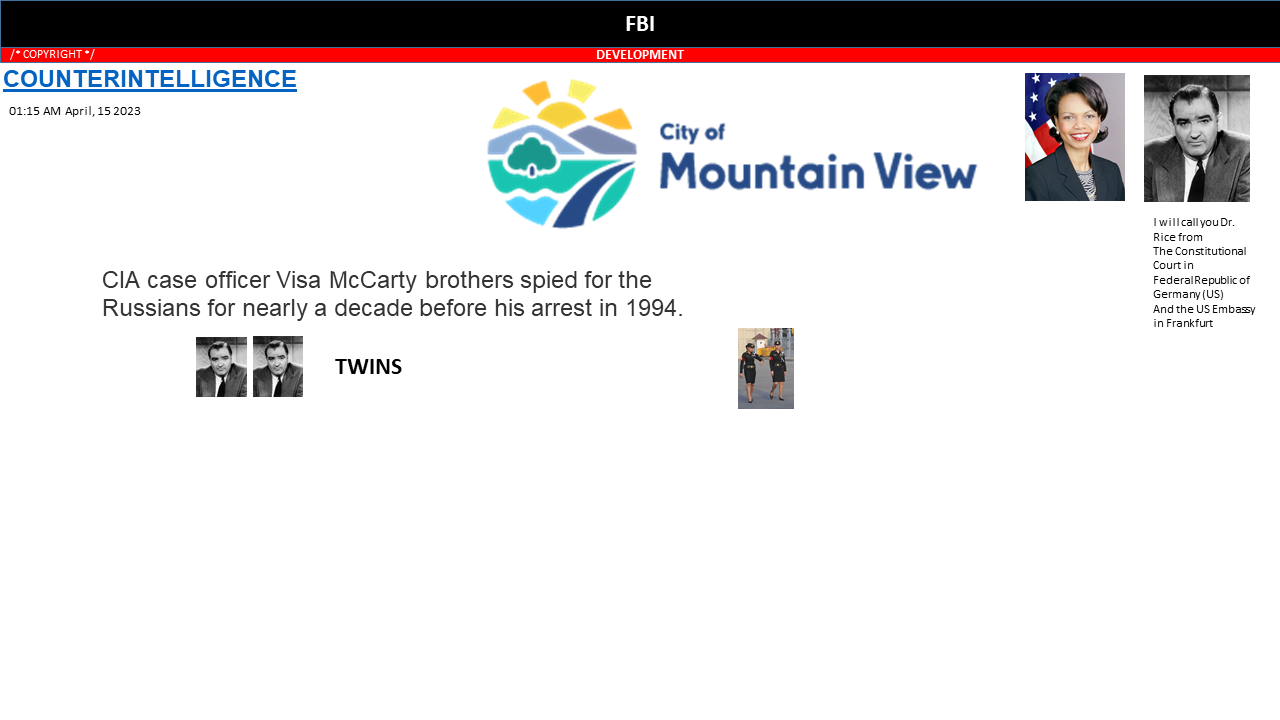 FBI
/* COPYRIGHT */
DEVELOPMENT
COUNTERINTELLIGENCE
01:15 AM April, 15 2023
City of
Mountain View
I will call you Dr.
Rice from
The Constitutional
Court in
Federal Republic of
Germany (US)
And the US Embassy
in Frankfurt
CIA case officer Visa McCarty brothers spied for the
Russians for nearly a decade before his arrest in 1994.
TWINS